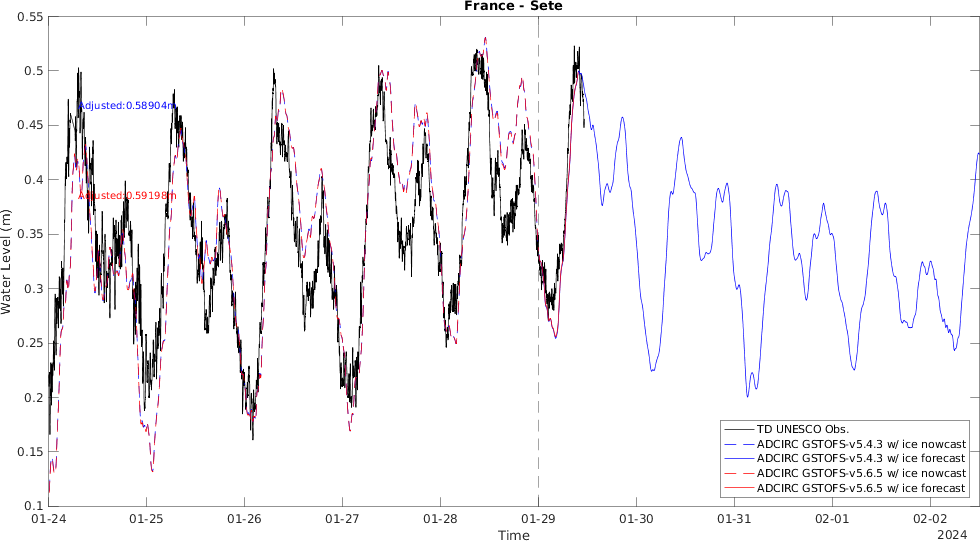 France - Sete
0.55
0.5
0.45
0.4
0.35
0.3
0.25
0.2
0.15
0.1
Water Level (m)
Adjusted:0.58904m
Adjusted:0.59198m
TD UNESCO Obs.
ADCIRC GSTOFS-v5.4.3 w/ ice nowcast
ADCIRC GSTOFS-v5.4.3 w/ ice forecast
ADCIRC GSTOFS-v5.6.5 w/ ice nowcast
ADCIRC GSTOFS-v5.6.5 w/ ice forecast
01-24 01-25 01-26 01-27 01-28 01-29 01-30 01-31 02-01 02-02
Time
2024